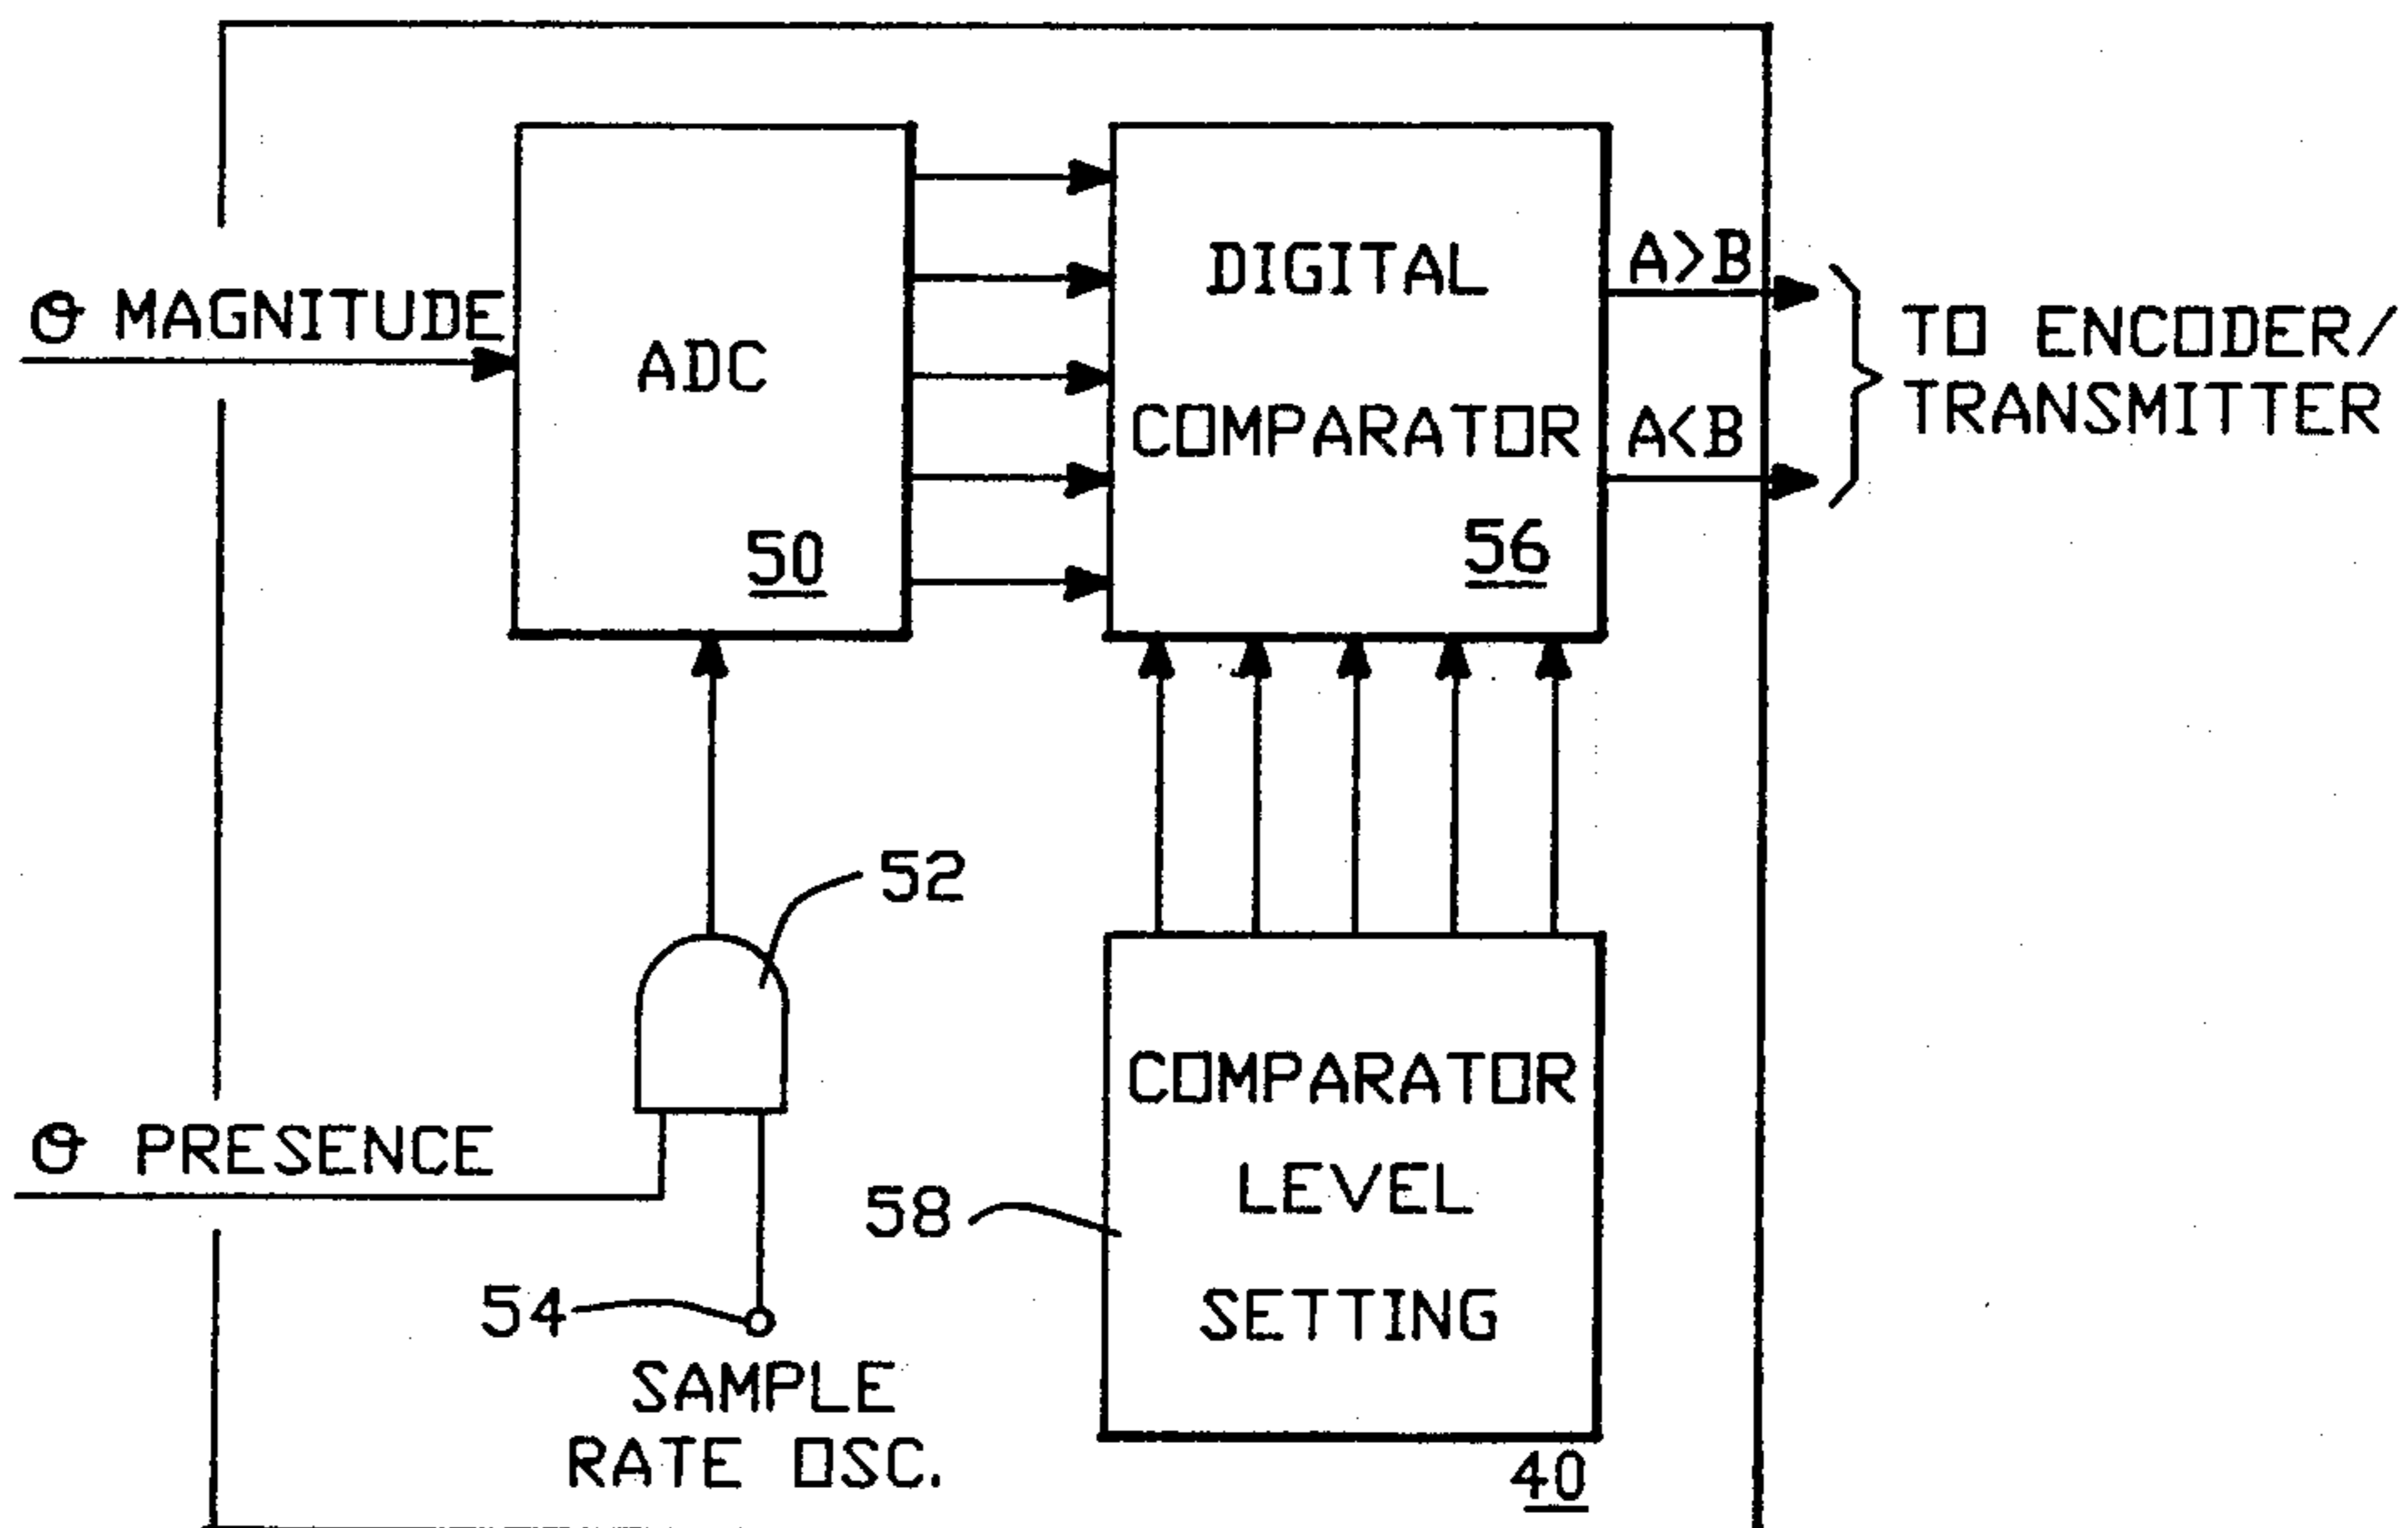 Θ MAGNITUDE
ADC
50
DIGITAL
COMPARATOR
56
A>B
A<B
TO ENCODER/
TRANSMITTER
52
Θ PRESENCE
54
SAMPLE
RATE OSC.
58
COMPARATOR
LEVEL
SETTING
40